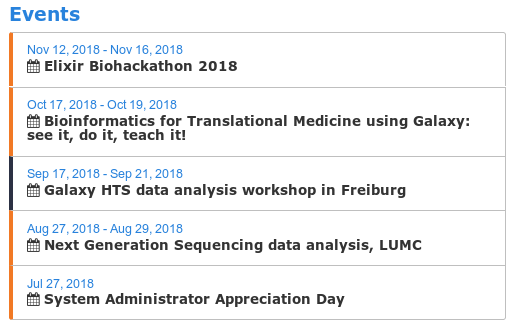 Events
Nov 12, 2018 - Nov 16, 2018
Elixir Biohackathon 2018
Oct 17, 2018 - Oct 19, 2018
Bioinformatics for Translational Medicine using Galaxy:
see it, do it, teach it!
Sep 17, 2018 - Sep 21, 2018
Galaxy HTS data analysis workshop in Freiburg
Aug 27, 2018 - Aug 29, 2018
Next Generation Sequencing data analysis, LUMC
Jul 27, 2018
System Administrator Appreciation Day